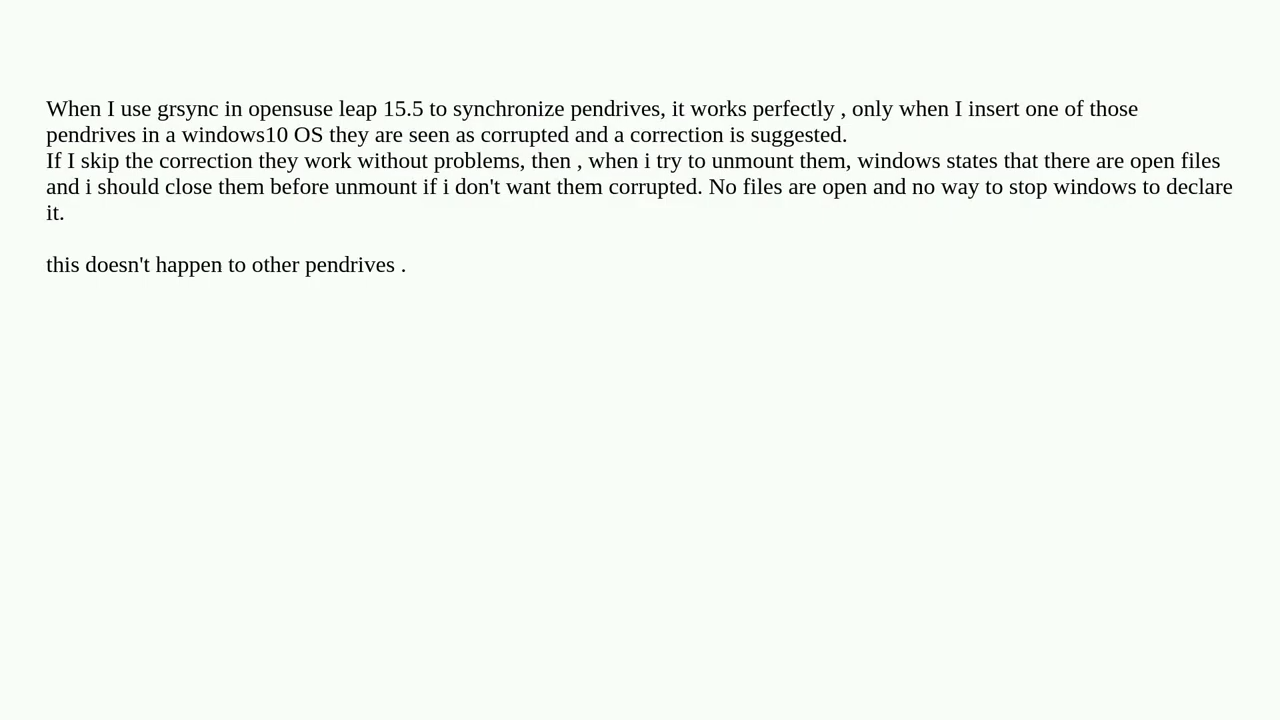 When I use grsync in opensuse leap 15.5 to synchronize pendrives, it works perfectly , only when I insert one of those
pendrives in a windows10 OS they are seen as corrupted and a correction is suggested.
If I skip the correction they work without problems, then , when i try to unmount them, windows states that there are open files
and i should close them before unmount if i don't want them corrupted. No files are open and no way to stop windows to declare
it.
this doesn't happen to other pendrives .